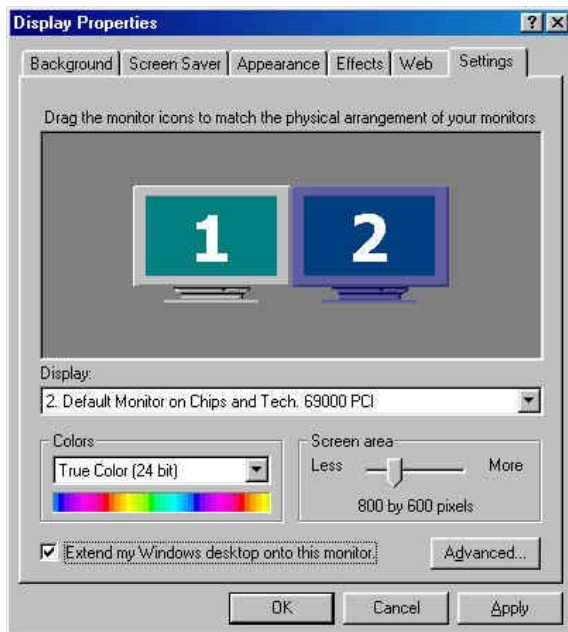 Display Properties
Background Screen Saver Appearance Effects Web Settings
Drag the monitor icons to match the physical arrangement of your monitors
1 2
Display:
2. Default Monitor on Chips and Tech. 69000 PCI
Colors
True Color (24 bit)
Screen area
Less More
800 by 600 pixels
Extend my Windows desktop onto this monitor.
Advanced...
OK Cancel Apply